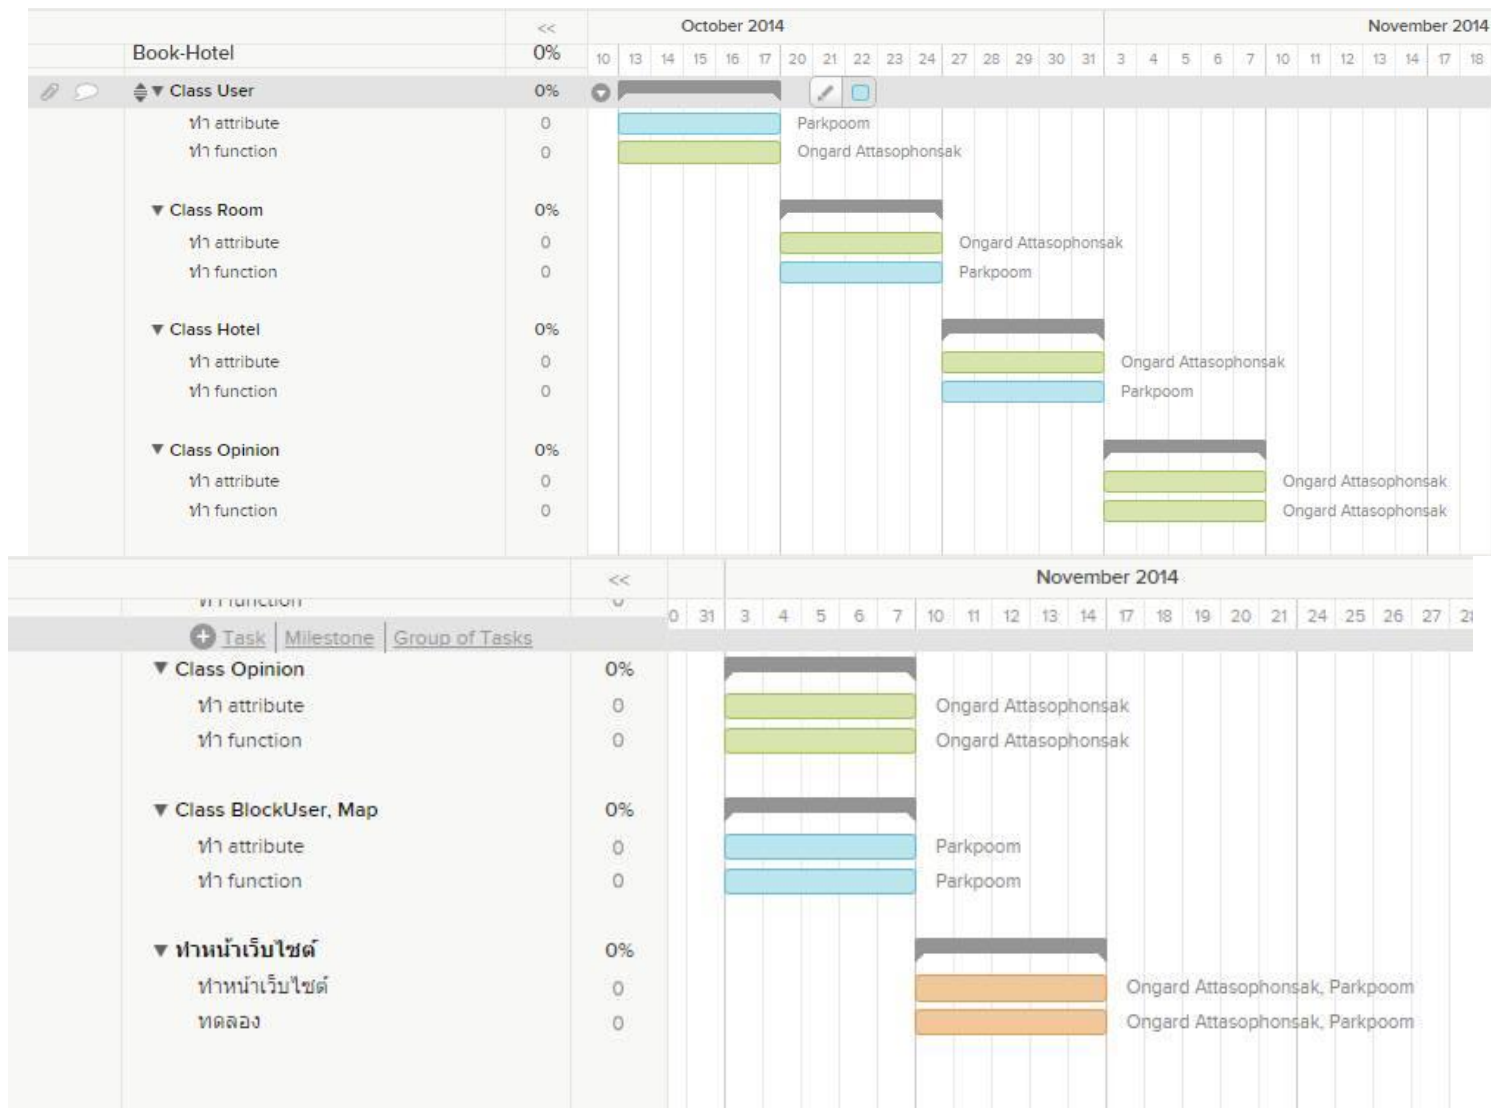 << October 2014 November 2014
Book-Hotel 0% 10 13 14 15 16 17 20 21 22 23 24 27 28 29 30 31 3 4 5 6 7 10 11 12 13 14 17 18
Class User 0%
ทำ attribute 0 Parkpoom
ทำ function 0 Ongard Attasophonsak
Class Room 0%
ทำ attribute 0 Ongard Attasophonsak
ทำ function 0 Parkpoom
Class Hotel 0%
ทำ attribute 0 Ongard Attasophonsak
ทำ function 0 Parkpoom
Class Opinion 0%
ทำ attribute 0 Ongard Attasophonsak
ทำ function 0 Ongard Attasophonsak
<< November 2014
ทำ function 0 31 3 4 5 6 7 10 11 12 13 14 17 18 19 20 21 24 25 26 27
Task Milestone Group of Tasks
Class Opinion 0%
ทำ attribute 0 Ongard Attasophonsak
ทำ function 0 Ongard Attasophonsak
Class BlockUser, Map 0%
ทำ attribute 0 Parkpoom
ทำ function 0 Parkpoom
ทำหน้าเว็บไซต์ 0%
ทำหน้าเว็บไซต์ 0 Ongard Attasophonsak, Parkpoom
ทดลอง 0 Ongard Attasophonsak, Parkpoom